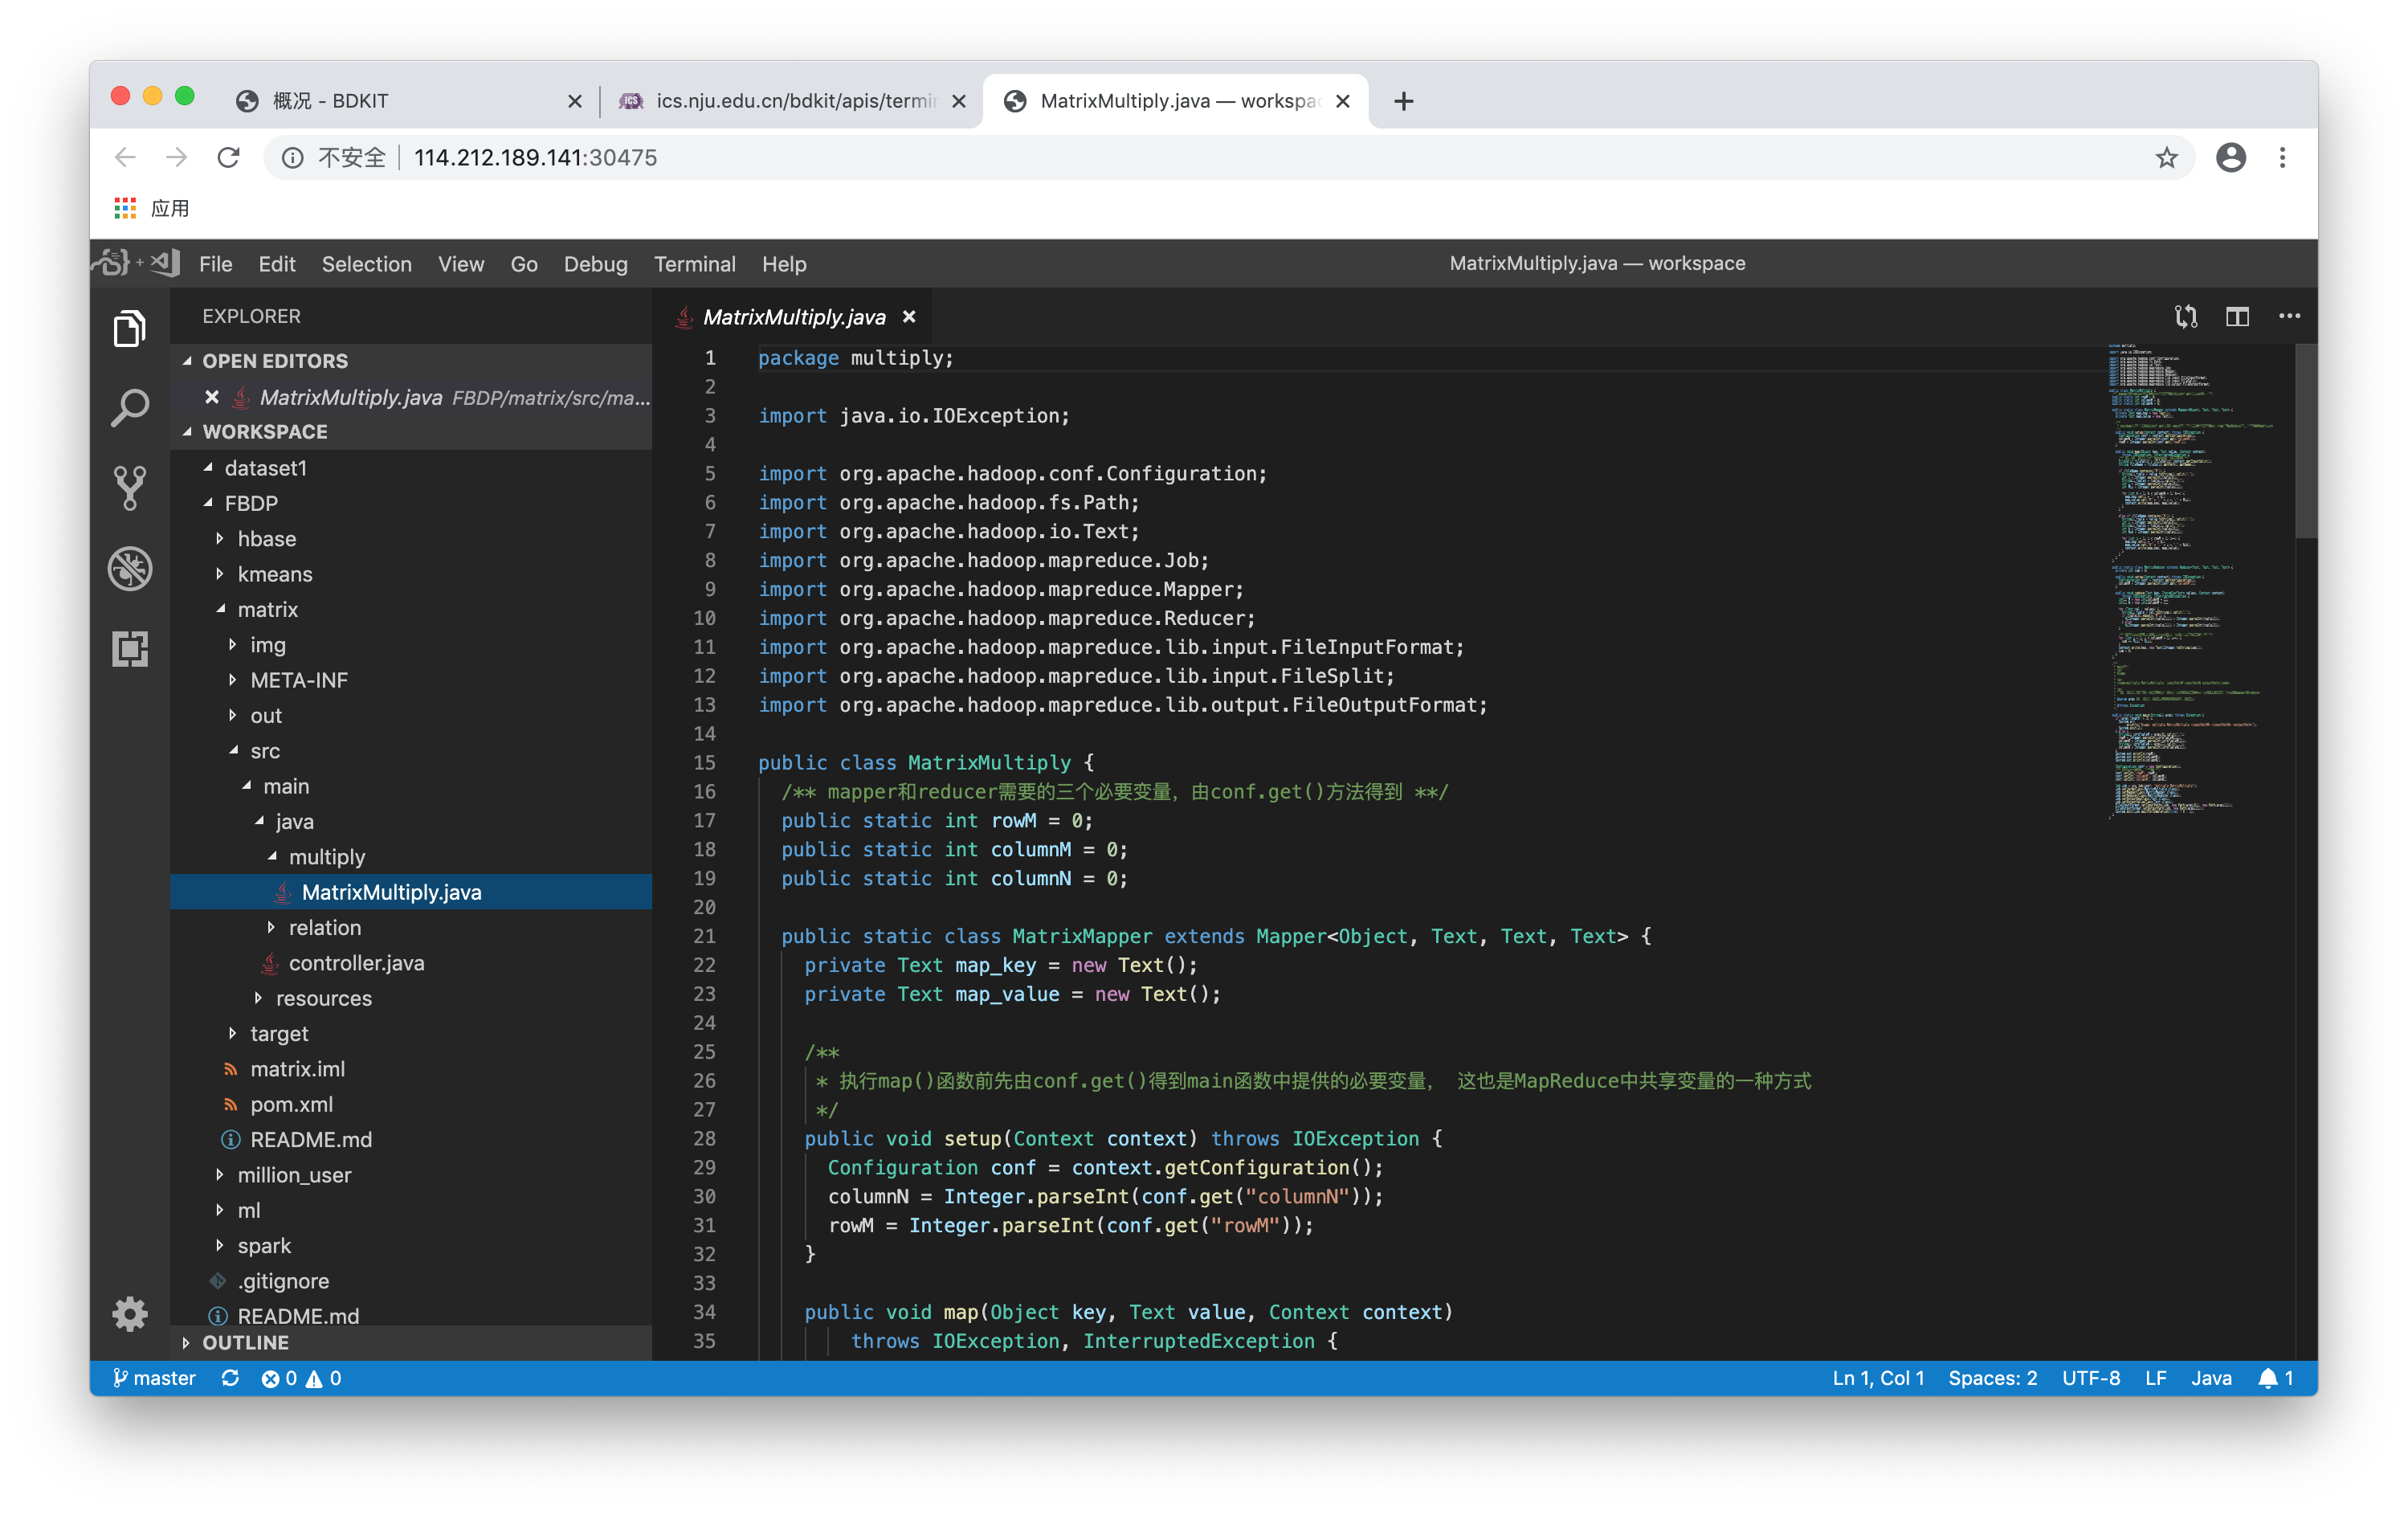 概况 - BDKIT
ics.nju.edu.cn/bdkit/apis/termi
MatrixMultiply.java — workspa
不安全 114.212.189.141:30475
应用
File Edit Selection View Go Debug Terminal Help
MatrixMultiply.java — workspace
EXPLORER
OPEN EDITORS
MatrixMultiply.java FBDP/matrix/src/ma...
WORKSPACE
dataset1
FBDP
hbase
kmeans
matrix
img
META-INF
out
src
main
java
multiply
MatrixMultiply.java
relation
controller.java
resources
target
matrix.iml
pom.xml
README.md
million_user
ml
spark
.gitignore
README.md
OUTLINE
MatrixMultiply.java
1 package multiply;
2
3 import java.io.IOException;
4
5 import org.apache.hadoop.conf.Configuration;
6 import org.apache.hadoop.fs.Path;
7 import org.apache.hadoop.io.Text;
8 import org.apache.hadoop.mapreduce.Job;
9 import org.apache.hadoop.mapreduce.Mapper;
10 import org.apache.hadoop.mapreduce.Reducer;
11 import org.apache.hadoop.mapreduce.lib.input.FileInputFormat;
12 import org.apache.hadoop.mapreduce.lib.input.FileSplit;
13 import org.apache.hadoop.mapreduce.lib.output.FileOutputFormat;
14
15 public class MatrixMultiply {
16 /** mapper和reducer需要的三个必要变量，由conf.get()方法得到 **/
17 public static int rowM = 0;
18 public static int columnM = 0;
19 public static int columnN = 0;
20
21 public static class MatrixMapper extends Mapper<Object, Text, Text, Text> {
22 private Text map_key = new Text();
23 private Text map_value = new Text();
24
25 /**
26 * 执行map()函数前先由conf.get()得到main函数中提供的必要变量， 这也是MapReduce中共享变量的一种方式
27 */
28 public void setup(Context context) throws IOException {
29 Configuration conf = context.getConfiguration();
30 columnN = Integer.parseInt(conf.get("columnN"));
31 rowM = Integer.parseInt(conf.get("rowM"));
32 }
33
34 public void map(Object key, Text value, Context context)
35 throws IOException, InterruptedException {
master 0 0
Ln 1, Col 1 Spaces: 2 UTF-8 LF Java 1